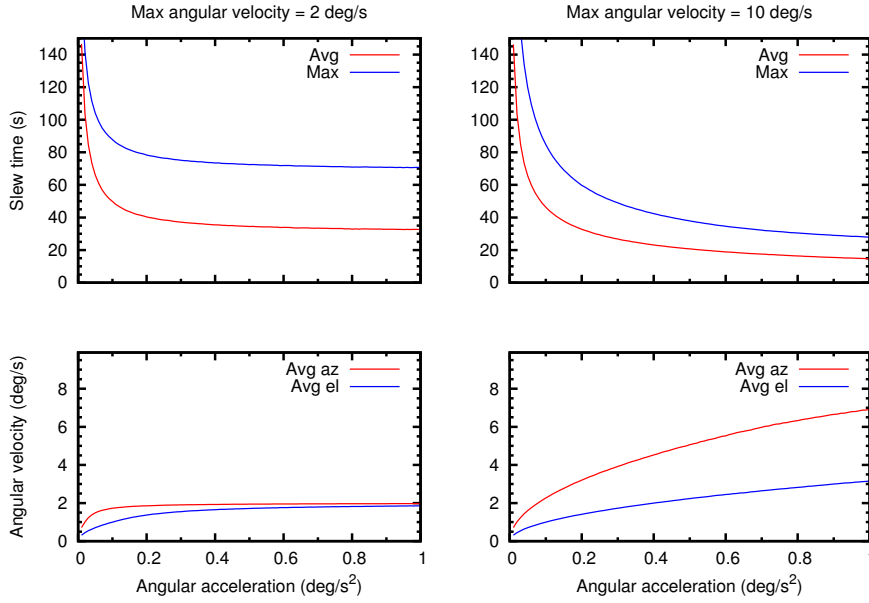 Max angular velocity = 2 deg/s
Max angular velocity = 10 deg/s
Slew time (s)
140
120
100
80
60
40
20
0
Avg
Max
140
120
100
80
60
40
20
0
Avg
Max
Angular velocity (deg/s)
8
6
4
2
0
Avg az
Avg el
0
0.2
0.4
0.6
0.8
1
Angular acceleration (deg/s²)
8
6
4
2
0
Avg az
Avg el
0
0.2
0.4
0.6
0.8
Angular acceleration (deg/s²)